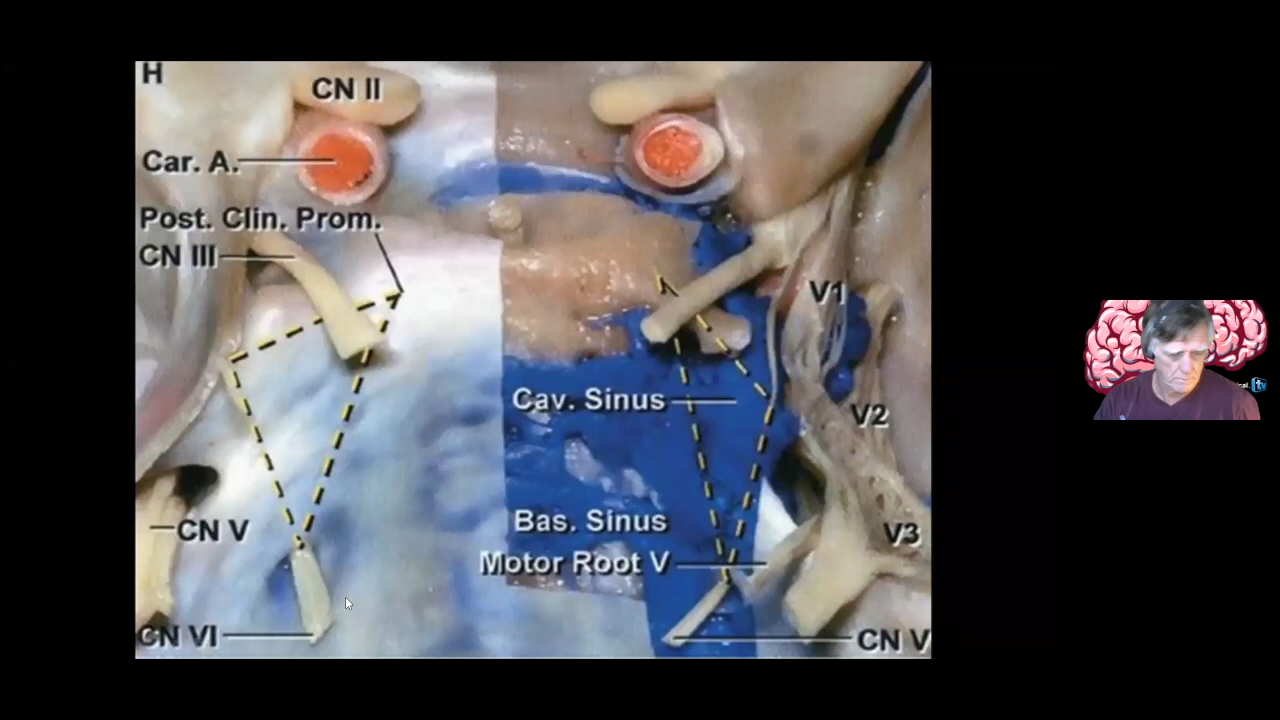 H
CN II
Car. A.
Post. Clin. Prom.
CN III
V1
Cav. Sinus
V2
Bas. Sinus
CN V
V3
Motor Root V
CN VI
CN V
tv